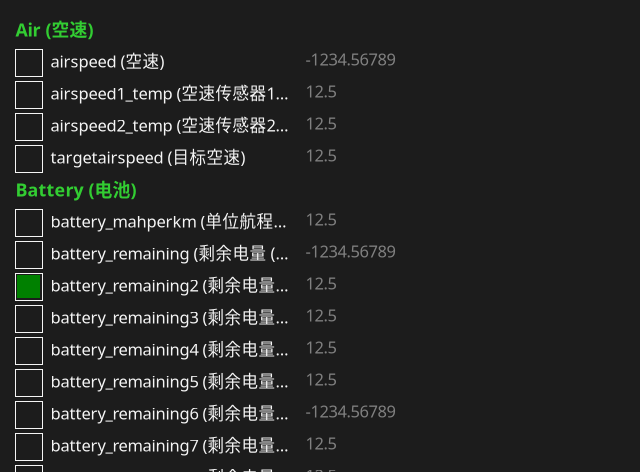 Air (空速)
airspeed (空速) -1234.56789
airspeed1_temp (空速传感器1... 12.5
airspeed2_temp (空速传感器2... 12.5
targetairspeed (目标空速) 12.5
Battery (电池)
battery_mahperkm (单位航程... 12.5
battery_remaining (剩余电量 (... -1234.56789
battery_remaining2 (剩余电量... 12.5
battery_remaining3 (剩余电量... 12.5
battery_remaining4 (剩余电量... 12.5
battery_remaining5 (剩余电量... 12.5
battery_remaining6 (剩余电量... -1234.56789
battery_remaining7 (剩余电量... 12.5